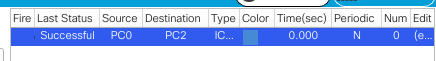 Fire Last Status Source Destination Type Color Time(sec) Periodic Num Edit
Successful PC0 PC2 IC... 0.000 N 0 (e...